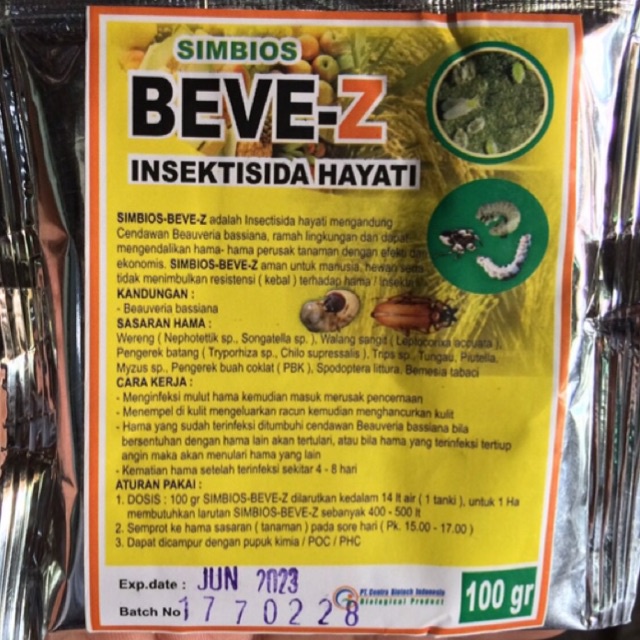 SIMBIOS
BEVE-Z
INSEKTISIDA HAYATI
SIMBIOS-BEVE-Z adalah Insectisida hayati mengandung
Cendawan Beauveria bassiana, ramah lingkungan dan dapat
mengendalikan hama- hama perusak tanaman dengan efektif dan
ekonomis. SIMBIOS-BEVE-Z aman untuk manusia, hewan serta
tidak menimbulkan resistensi ( kebal ) terhadap hama / Insekta
KANDUNGAN :
- Beauveria bassiana
SASARAN HAMA :
Wereng ( Nephotettik sp., Songatella sp. ), Walang sangit ( Leplocorixa accuata ),
Pengerek batang ( Tryporhiza sp., Chilo supressalis ), Trips sp., Tungau, Plutella,
Myzus sp., Pengerek buah coklat ( PBK ), Spodoptera littura, Bemesia tabaci
CARA KERJA :
- Menginfeksi mulut hama kemudian masuk merusak pencernaan
- Menempel di kulit mengeluarkan racun kemudian menghancurkan kulit
- Hama yang sudah terinfeksi ditumbuhi cendawan Beauveria bassiana bila
bersentuhan dengan hama lain akan tertulari, atau bila hama yang terinfeksi tertiup
angin maka akan menulari hama yang lain
- Kematian hama setelah terinfeksi sekitar 4 - 8 hari
ATURAN PAKAI :
1. DOSIS : 100 gr SIMBIOS-BEVE-Z dilarutkan kedalam 14 lt air ( 1 tanki ), untuk 1 Ha
membutuhkan larutan SIMBIOS-BEVE-Z sebanyak 400 - 500 lt
2. Semprot ke hama sasaran ( tanaman ) pada sore hari ( Pk. 15.00 - 17.00 )
3. Dapat dicampur dengan pupuk kimia / POC / PHC
Exp.date : JUN 2023
Batch No 1770228
PT. Centra Biotech Indonesia
Biological Product
100 gr